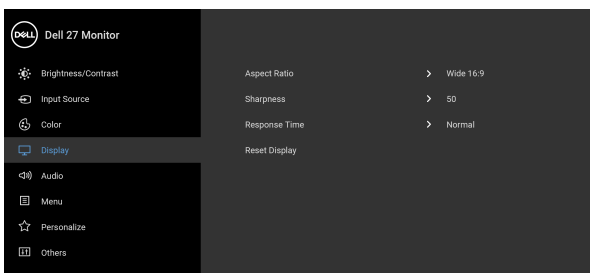 DELL Dell 27 Monitor
Brightness/Contrast
Aspect Ratio Wide 16:9
Input Source
Sharpness 50
Color
Response Time Normal
Display
Reset Display
Audio
Menu
Personalize
Others